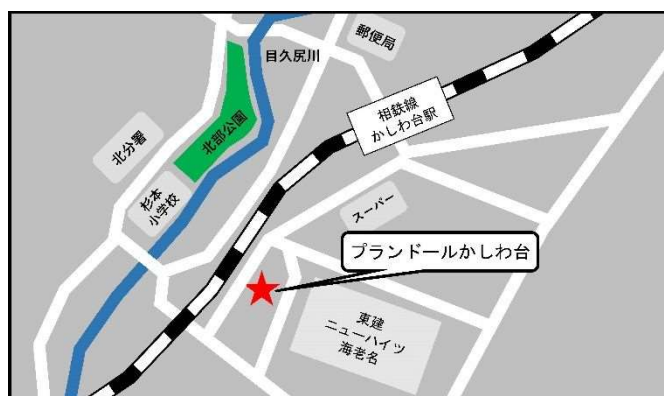 郵便局
目久尻川
相鉄線
かしわ台駅
北分署
北部公園
杉本
小学校
スーパー
プランドールかしわ台
東建
ニューハイツ
海老名